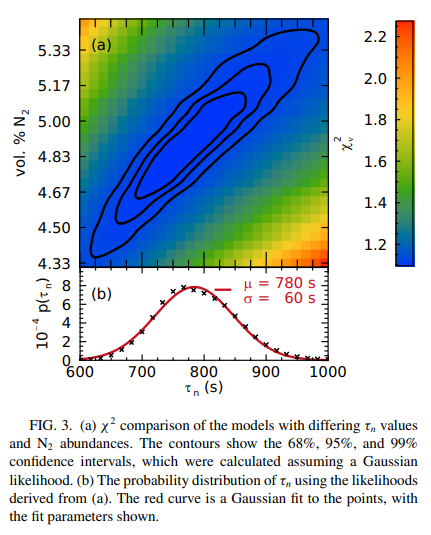 (a)
5.33
5.17
5.00
4.83
4.67
4.50
4.33
vol. % N₂
2.2
2.0
1.8
1.6
1.4
1.2
χ²ᵥ
(b)
μ = 780 s
σ = 60 s
8
6
4
2
0
10⁻⁴ p(τₙ)
600 700 800 900 1000
τₙ (s)
FIG. 3. (a) χ² comparison of the models with differing τₙ values
and N₂ abundances. The contours show the 68%, 95%, and 99%
confidence intervals, which were calculated assuming a Gaussian
likelihood. (b) The probability distribution of τₙ using the likelihoods
derived from (a). The red curve is a Gaussian fit to the points, with
the fit parameters shown.